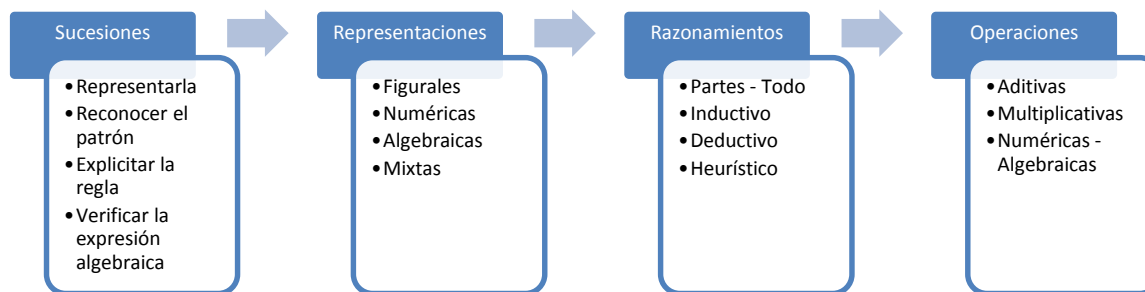 Sucesiones
•Representarla
•Reconocer el
patrón
•Explicitar la
regla
•Verificar la
expresión
algebraica
Representaciones
•Figurales
•Numéricas
•Algebraicas
•Mixtas
Razonamientos
•Partes - Todo
•Inductivo
•Deductivo
•Heurístico
Operaciones
•Aditivas
•Multiplicativas
•Numéricas -
Algebraicas